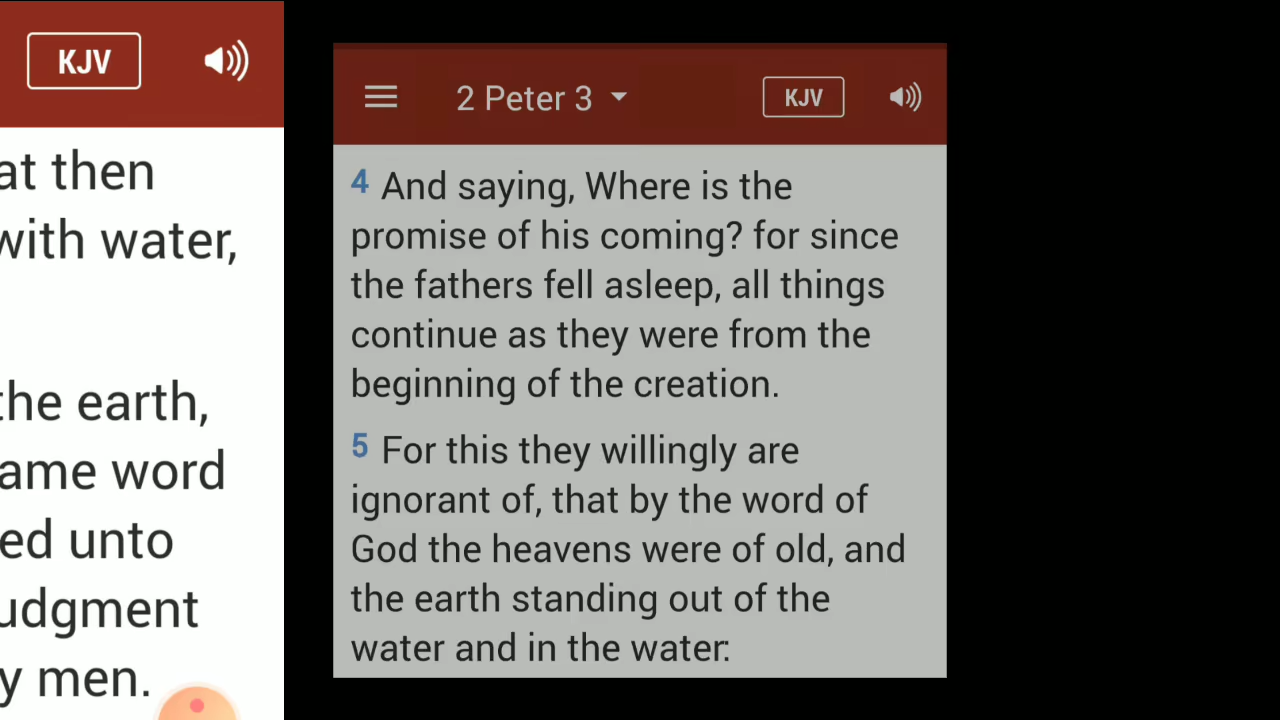 KJV
at then
with water,
the earth,
ame word
ed unto
udgment
y men.
2 Peter 3
KJV
4 And saying, Where is the
promise of his coming? for since
the fathers fell asleep, all things
continue as they were from the
beginning of the creation.
5 For this they willingly are
ignorant of, that by the word of
God the heavens were of old, and
the earth standing out of the
water and in the water: